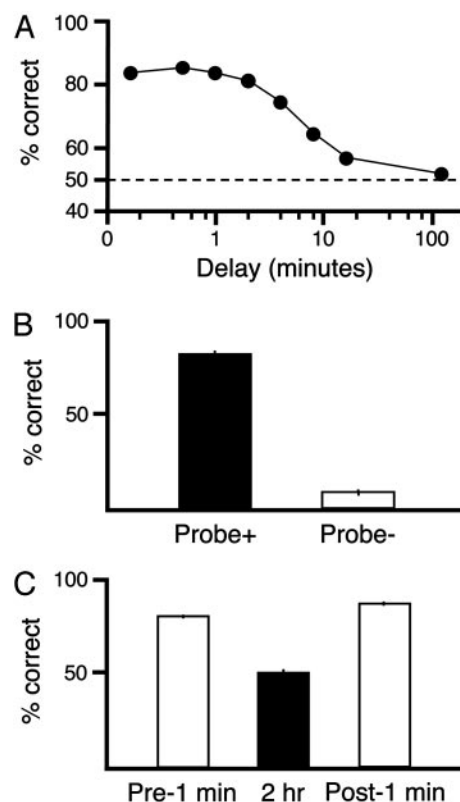 A
100
80
60
50
40
% correct
0 1 10 100
Delay (minutes)
B
100
50
% correct
Probe+ Probe-
C
100
50
% correct
Pre-1 min 2 hr Post-1 min